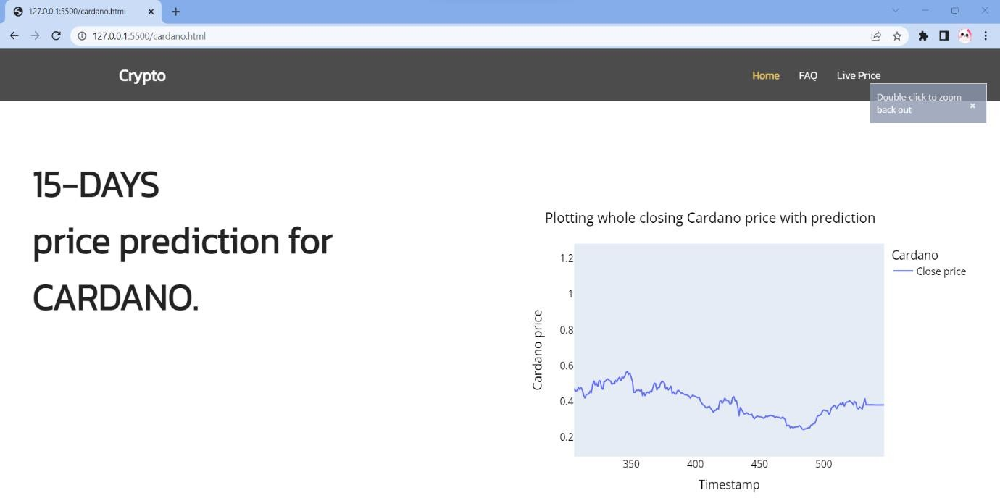 127.0.0.1:5500/cardano.html
127.0.0.1:5500/cardano.html
Crypto
Home FAQ Live Price
Double-click to zoom
back out
15-DAYS
price prediction for
CARDANO.
Plotting whole closing Cardano price with prediction
Cardano
Close price
Cardano price
1.2
1
0.8
0.6
0.4
0.2
350 400 450 500
Timestamp